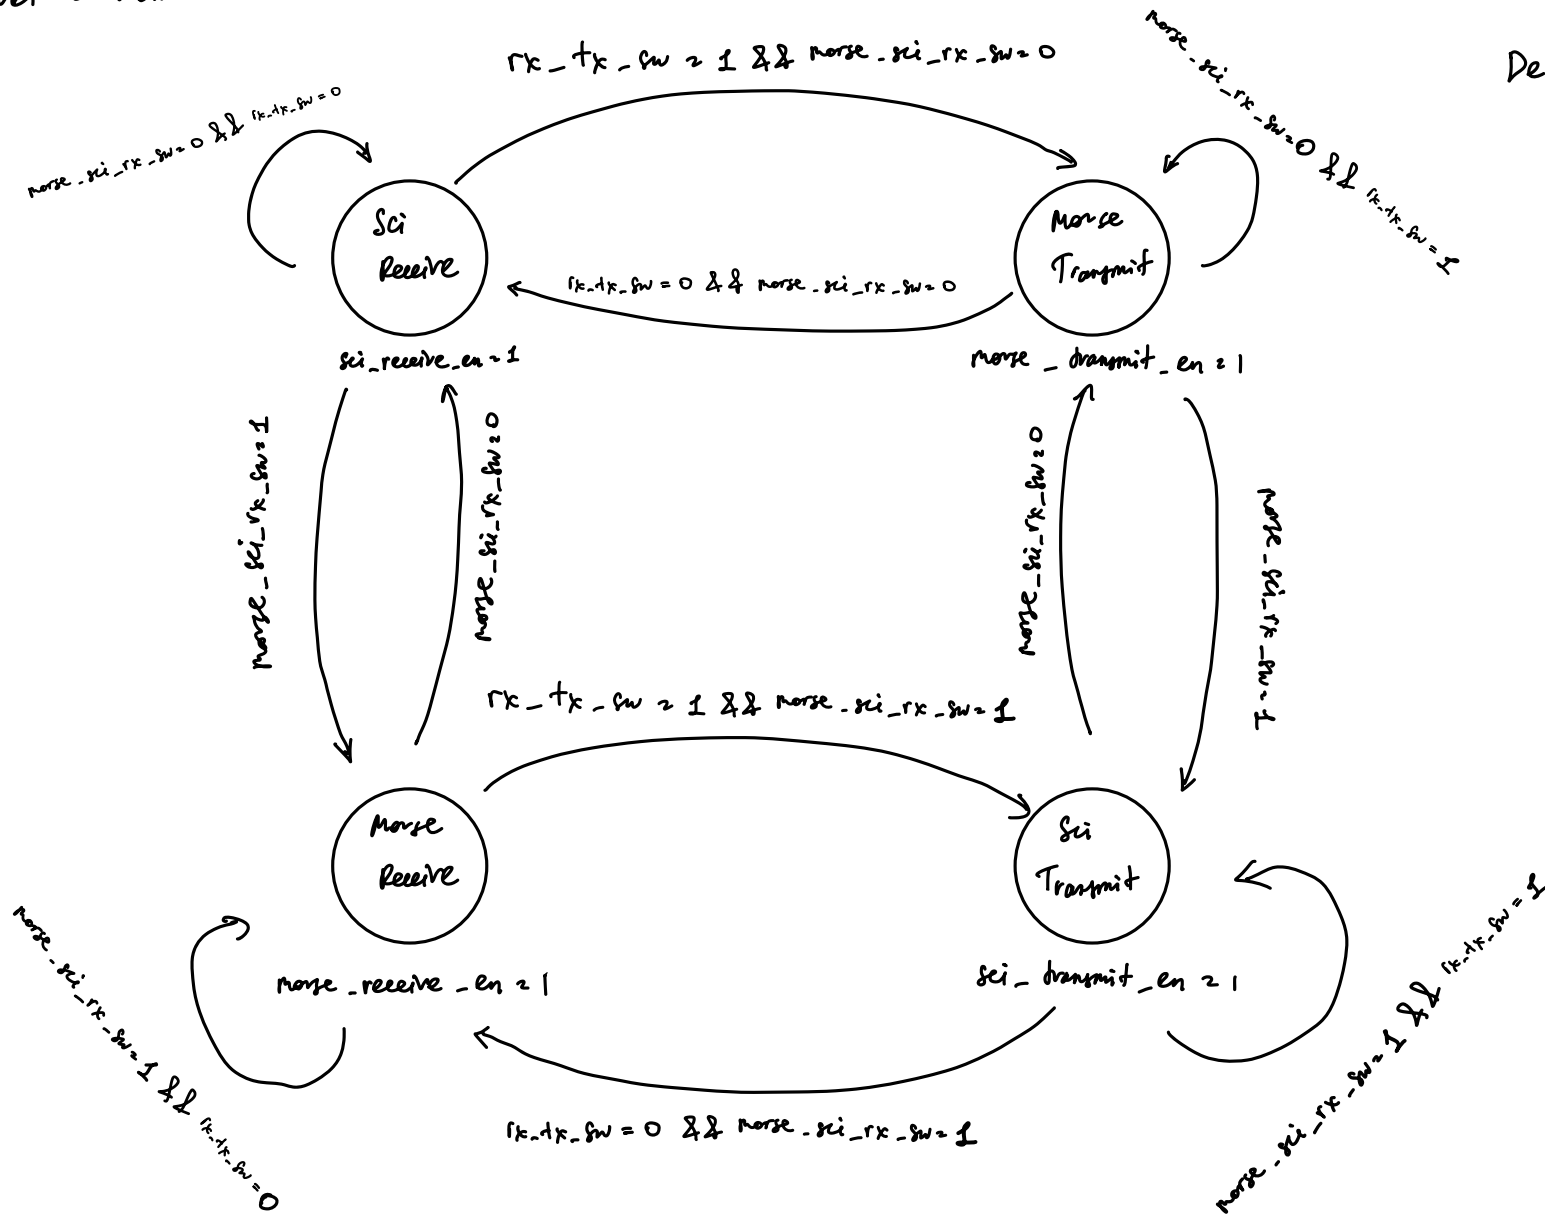 rx_tx_sw = 1 && morse_sci_rx_sw = 0
De
morse_sci_rx_sw = 0 && rx_tx_sw = 0
morse_sci_rx_sw = 0 && rx_tx_sw = 1
Sci
Receive
Morse
Transmit
rx_tx_sw = 0 && morse_sci_rx_sw = 0
sci_receive_en = 1
morse_transmit_en = 1
morse_sci_rx_sw = 1
morse_sci_rx_sw = 0
morse_sci_rx_sw = 0
morse_sci_rx_sw = 1
rx_tx_sw = 1 && morse_sci_rx_sw = 1
Morse
Receive
Sci
Transmit
morse_receive_en = 1
sci_transmit_en = 1
morse_sci_rx_sw = 1 && rx_tx_sw = 0
morse_sci_rx_sw = 1 && rx_tx_sw = 1
rx_tx_sw = 0 && morse_sci_rx_sw = 1